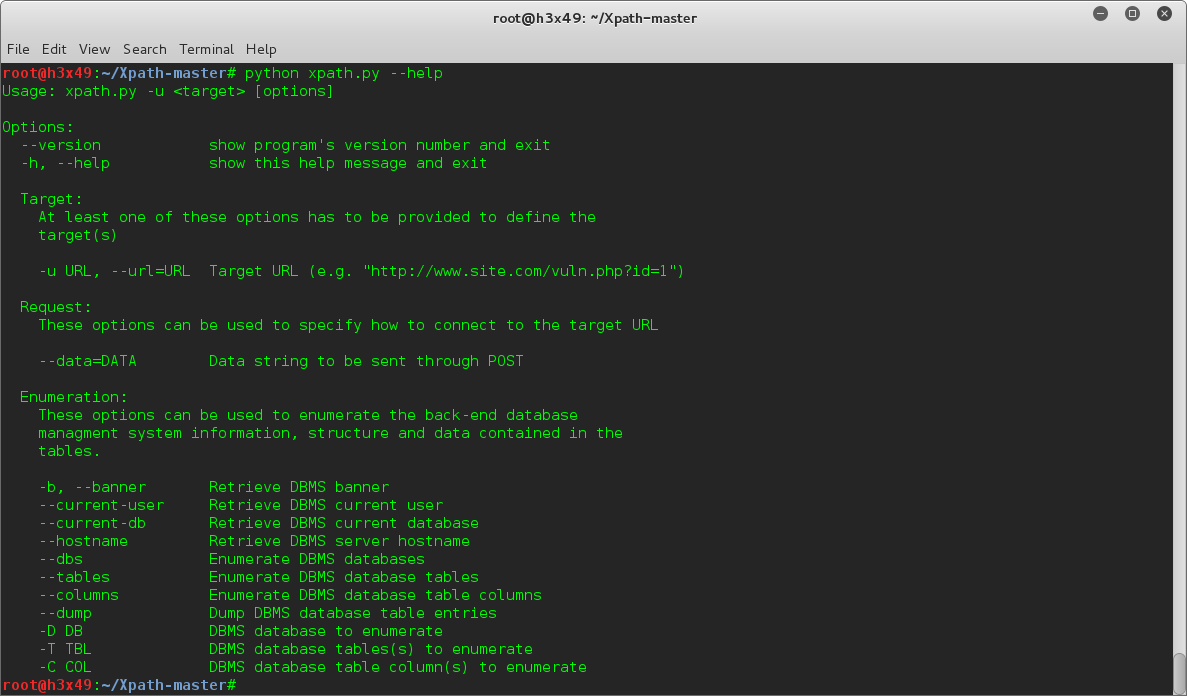 root@h3x49: ~/Xpath-master
File Edit View Search Terminal Help
root@h3x49:~/Xpath-master# python xpath.py --help
Usage: xpath.py -u <target> [options]
Options:
--version show program's version number and exit
-h, --help show this help message and exit
Target:
At least one of these options has to be provided to define the
target(s)
-u URL, --url=URL Target URL (e.g. "http://www.site.com/vuln.php?id=1")
Request:
These options can be used to specify how to connect to the target URL
--data=DATA Data string to be sent through POST
Enumeration:
These options can be used to enumerate the back-end database
managment system information, structure and data contained in the
tables.
-b, --banner Retrieve DBMS banner
--current-user Retrieve DBMS current user
--current-db Retrieve DBMS current database
--hostname Retrieve DBMS server hostname
--dbs Enumerate DBMS databases
--tables Enumerate DBMS database tables
--columns Enumerate DBMS database table columns
--dump Dump DBMS database table entries
-D DB DBMS database to enumerate
-T TBL DBMS database tables(s) to enumerate
-C COL DBMS database table column(s) to enumerate
root@h3x49:~/Xpath-master#